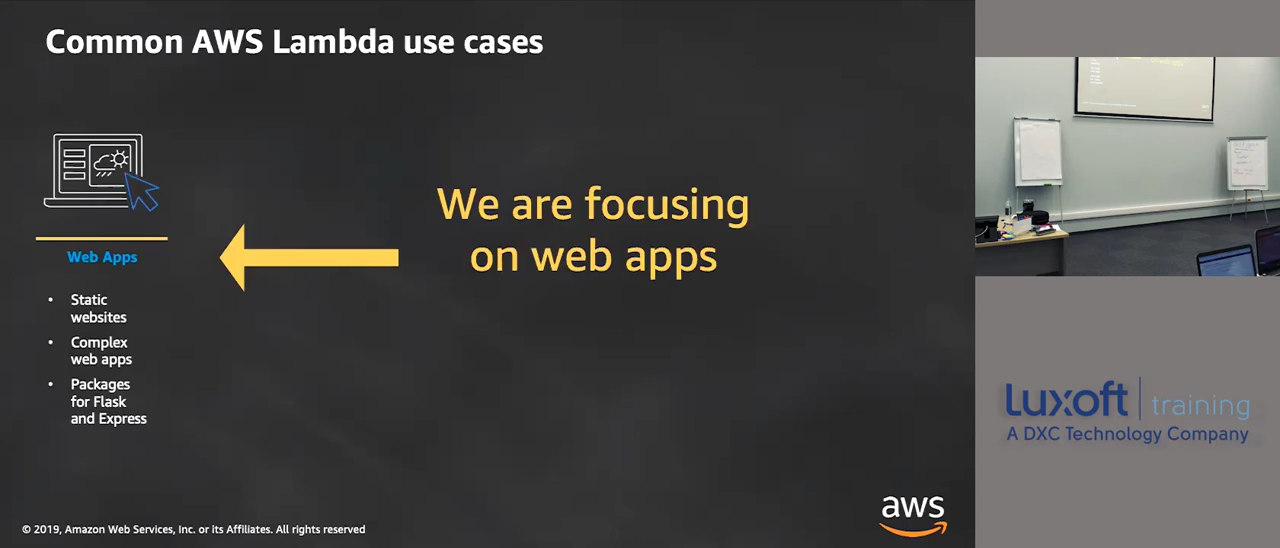 Common AWS Lambda use cases
We are focusing
on web apps
Web Apps
• Static
websites
• Complex
web apps
• Packages
for Flask
and Express
© 2019, Amazon Web Services, Inc. or its Affiliates. All rights reserved
aws
Luxoft | training
A DXC Technology Company